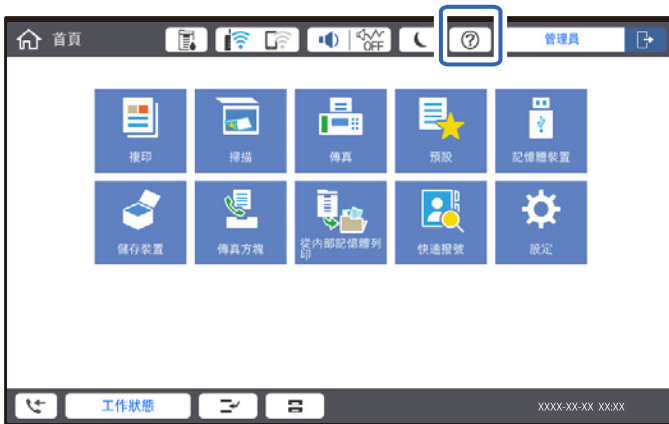 首頁
OFF
管理員
複印
掃描
傳真
預設
記憶體裝置
儲存裝置
傳真方塊
從內部記憶體列
印
快速撥號
設定
工作狀態
XXXX-XX-XX XX:XX